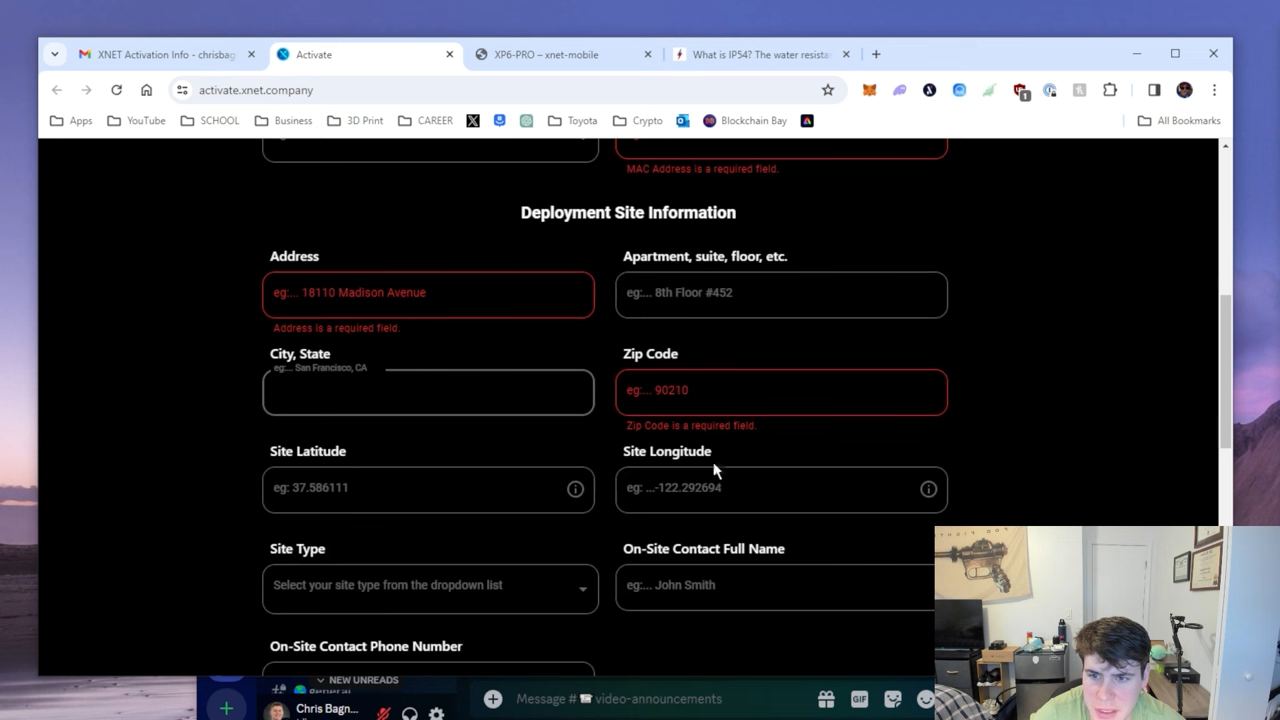 XNET Activation Info - chrisbag
Activate
XP6-PRO – xnet-mobile
What is IP54? The water resista
activate.xnet.company
1
Apps
YouTube
SCHOOL
Business
3D Print
CAREER
Toyota
Crypto
Blockchain Bay
All Bookmarks
MAC Address is a required field.
Deployment Site Information
Address
Apartment, suite, floor, etc.
eg:... 18110 Madison Avenue
eg:... 8th Floor #452
Address is a required field.
City, State
Zip Code
eg:... San Francisco, CA
eg:... 90210
Zip Code is a required field.
Site Latitude
Site Longitude
eg: 37.586111
eg: ...-122.292694
Site Type
On-Site Contact Full Name
Select your site type from the dropdown list
eg:... John Smith
On-Site Contact Phone Number
NEW UNREADS
Chris Bagn...
Message # video-announcements
GIF